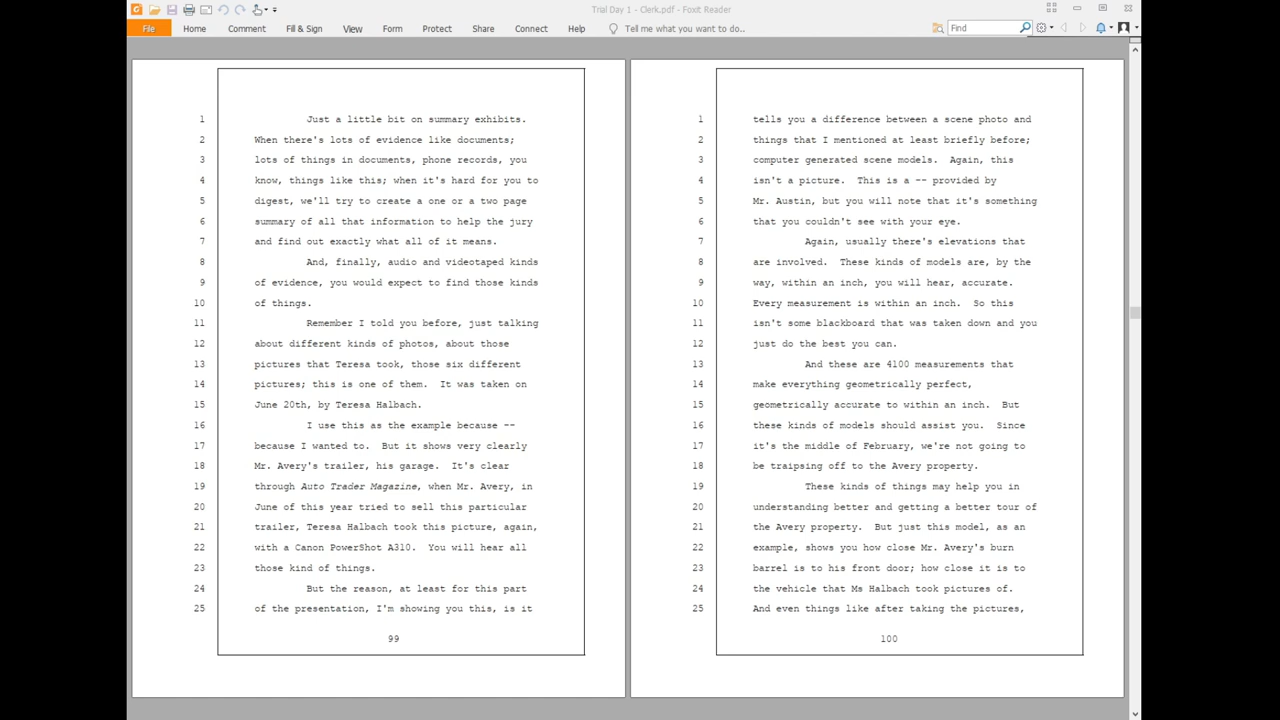 Trial Day 1 - Clerk.pdf - Foxit Reader
File Home Comment Fill & Sign View Form Protect Share Connect Help Tell me what you want to do.. Find
1 Just a little bit on summary exhibits.
2 When there's lots of evidence like documents;
3 lots of things in documents, phone records, you
4 know, things like this; when it's hard for you to
5 digest, we'll try to create a one or a two page
6 summary of all that information to help the jury
7 and find out exactly what all of it means.
8 And, finally, audio and videotaped kinds
9 of evidence, you would expect to find those kinds
10 of things.
11 Remember I told you before, just talking
12 about different kinds of photos, about those
13 pictures that Teresa took, those six different
14 pictures; this is one of them. It was taken on
15 June 20th, by Teresa Halbach.
16 I use this as the example because --
17 because I wanted to. But it shows very clearly
18 Mr. Avery's trailer, his garage. It's clear
19 through Auto Trader Magazine, when Mr. Avery, in
20 June of this year tried to sell this particular
21 trailer, Teresa Halbach took this picture, again,
22 with a Canon PowerShot A310. You will hear all
23 those kind of things.
24 But the reason, at least for this part
25 of the presentation, I'm showing you this, is it
99
1 tells you a difference between a scene photo and
2 things that I mentioned at least briefly before;
3 computer generated scene models. Again, this
4 isn't a picture. This is a -- provided by
5 Mr. Austin, but you will note that it's something
6 that you couldn't see with your eye.
7 Again, usually there's elevations that
8 are involved. These kinds of models are, by the
9 way, within an inch, you will hear, accurate.
10 Every measurement is within an inch. So this
11 isn't some blackboard that was taken down and you
12 just do the best you can.
13 And these are 4100 measurements that
14 make everything geometrically perfect,
15 geometrically accurate to within an inch. But
16 these kinds of models should assist you. Since
17 it's the middle of February, we're not going to
18 be traipsing off to the Avery property.
19 These kinds of things may help you in
20 understanding better and getting a better tour of
21 the Avery property. But just this model, as an
22 example, shows you how close Mr. Avery's burn
23 barrel is to his front door; how close it is to
24 the vehicle that Ms Halbach took pictures of.
25 And even things like after taking the pictures,
100